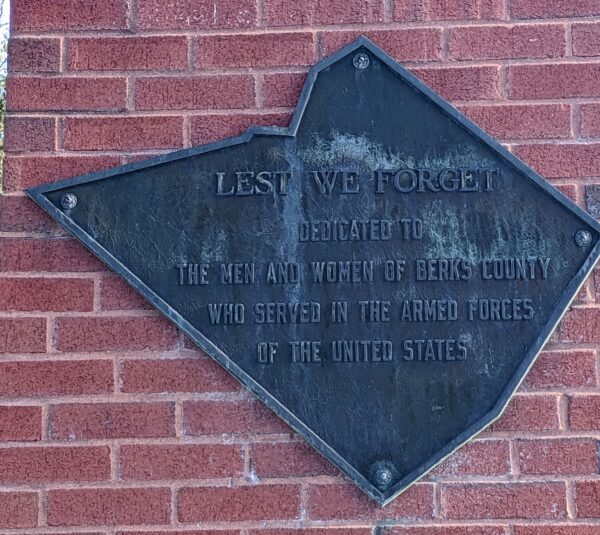 LEST WE FORGET
DEDICATED TO
THE MEN AND WOMEN OF BERKS COUNTY
WHO SERVED IN THE ARMED FORCES
OF THE UNITED STATES